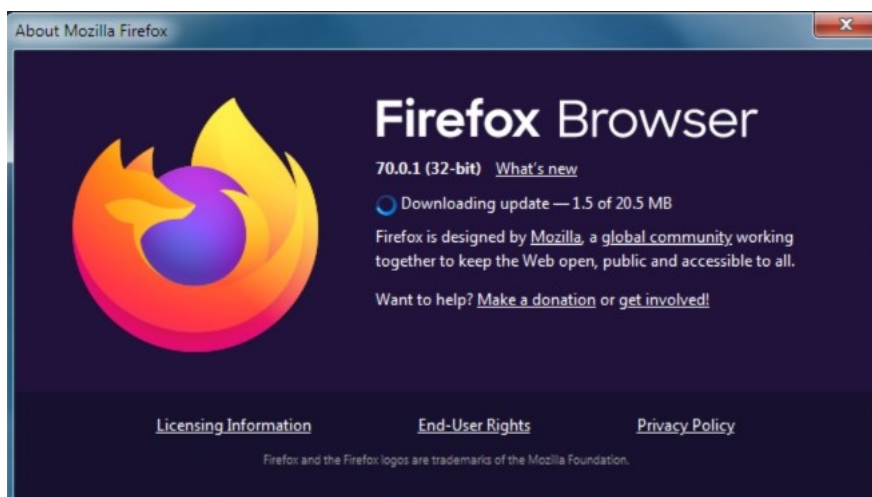 About Mozilla Firefox
Firefox Browser
70.0.1 (32-bit) What's new
Downloading update — 1.5 of 20.5 MB
Firefox is designed by Mozilla, a global community working
together to keep the Web open, public and accessible to all.
Want to help? Make a donation or get involved!
Licensing Information End-User Rights Privacy Policy
Firefox and the Firefox logos are trademarks of the Mozilla Foundation.